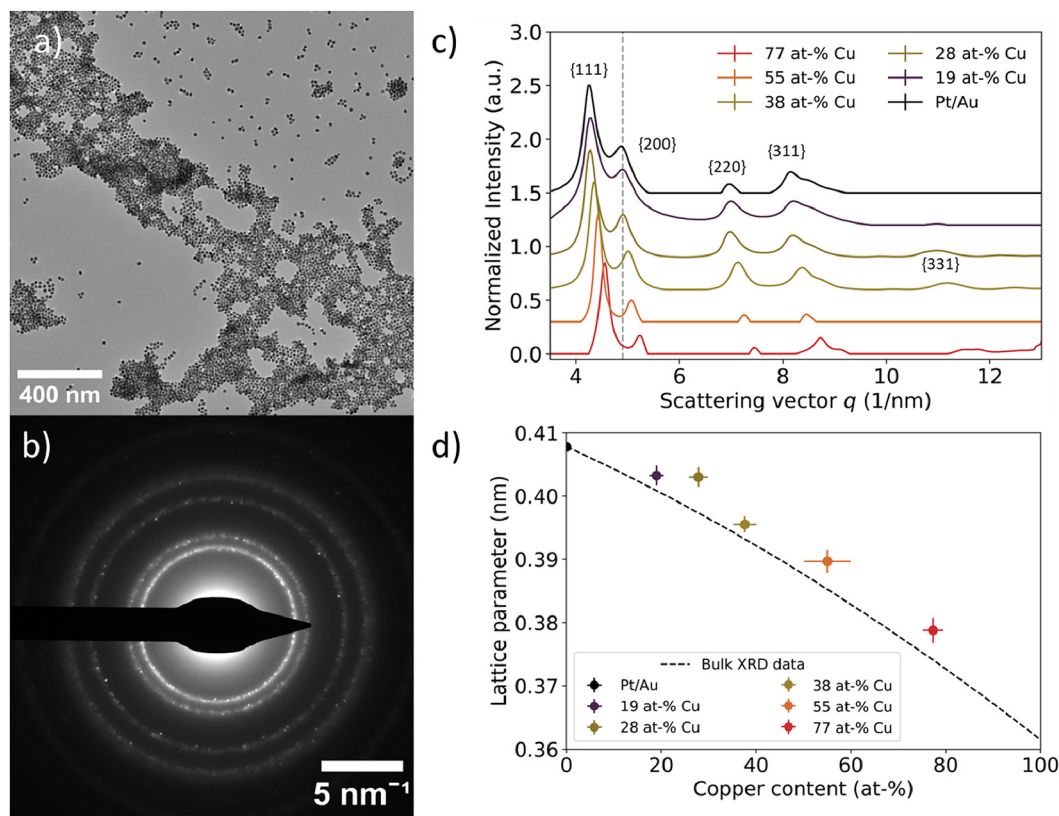 a)
400 nm
b)
5 nm⁻¹
c)
Normalized Intensity (a.u.)
3.0
2.5
2.0
1.5
1.0
0.5
0.0
77 at-% Cu
55 at-% Cu
38 at-% Cu
28 at-% Cu
19 at-% Cu
Pt/Au
{111}
{200}
{220}
{311}
{331}
4 6 8 10 12
Scattering vector q (1/nm)
d)
Lattice parameter (nm)
0.41
0.40
0.39
0.38
0.37
0.36
Bulk XRD data
Pt/Au
19 at-% Cu
28 at-% Cu
38 at-% Cu
55 at-% Cu
77 at-% Cu
0 20 40 60 80 100
Copper content (at-%)